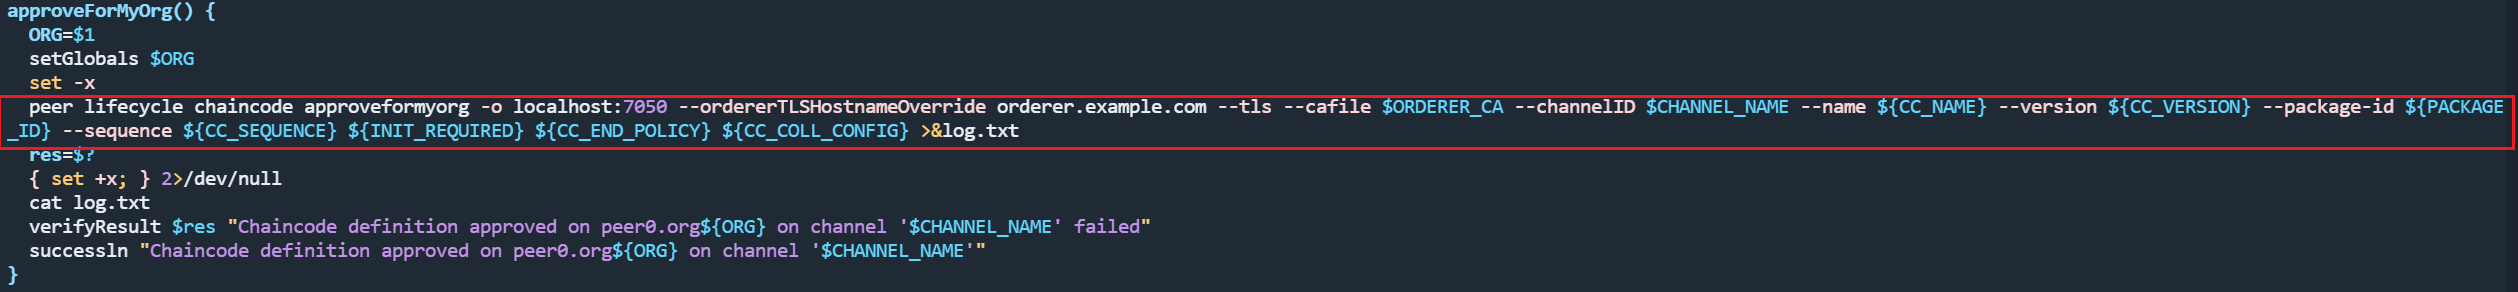 approveForMyOrg() {
  ORG=$1
  setGlobals $ORG
  set -x
  peer lifecycle chaincode approveformyorg -o localhost:7050 --ordererTLSHostnameOverride orderer.example.com --tls --cafile $ORDERER_CA --channelID $CHANNEL_NAME --name ${CC_NAME} --version ${CC_VERSION} --package-id ${PACKAGE
_ID} --sequence ${CC_SEQUENCE} ${INIT_REQUIRED} ${CC_END_POLICY} ${CC_COLL_CONFIG} >&log.txt
  res=$?
  { set +x; } 2>/dev/null
  cat log.txt
  verifyResult $res "Chaincode definition approved on peer0.org${ORG} on channel '$CHANNEL_NAME' failed"
  successln "Chaincode definition approved on peer0.org${ORG} on channel '$CHANNEL_NAME'"
}